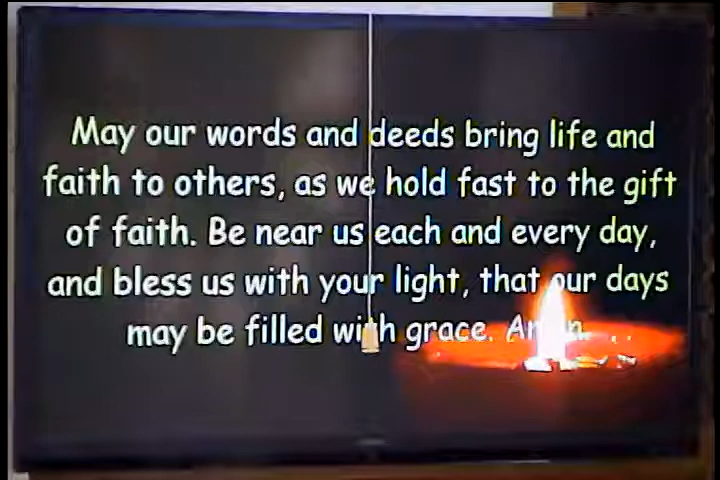 May our words and deeds bring life and
faith to others, as we hold fast to the gift
of faith. Be near us each and every day,
and bless us with your light, that our days
may be filled with grace. Amen.